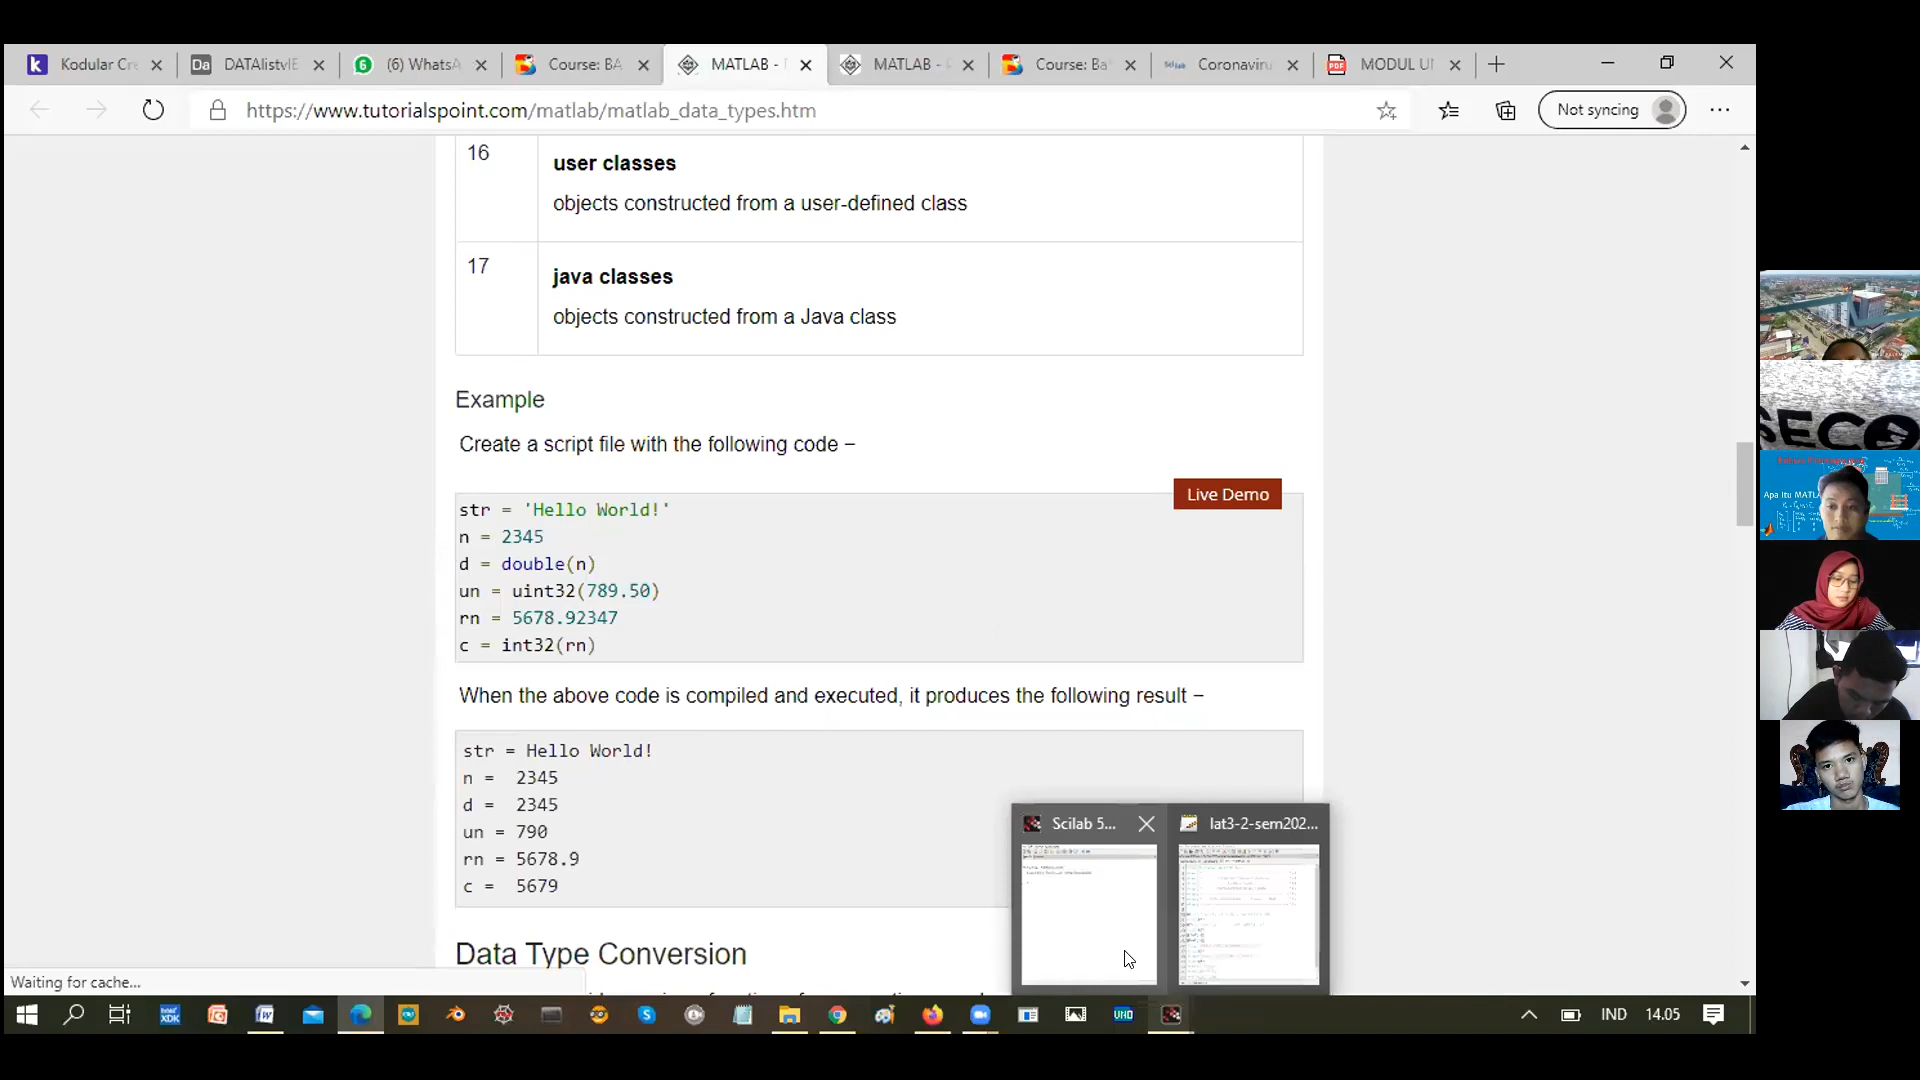 Kodular Cre
DATAlistvIE
(6) WhatsA
Course: BA
MATLAB -
MATLAB -
Course: Ba
Coronaviru
MODUL U
https://www.tutorialspoint.com/matlab/matlab_data_types.htm
Not syncing
16
user classes
objects constructed from a user-defined class
17
java classes
objects constructed from a Java class
Example
Create a script file with the following code −
Live Demo
str = 'Hello World!'
n = 2345
d = double(n)
un = uint32(789.50)
rn = 5678.92347
c = int32(rn)
When the above code is compiled and executed, it produces the following result −
str = Hello World!
n =  2345
d =  2345
un = 790
rn = 5678.9
c =  5679
Data Type Conversion
Scilab 5...
lat3-2-sem202...
Waiting for cache...
IND
14.05
SECO
Apa itu MATLA